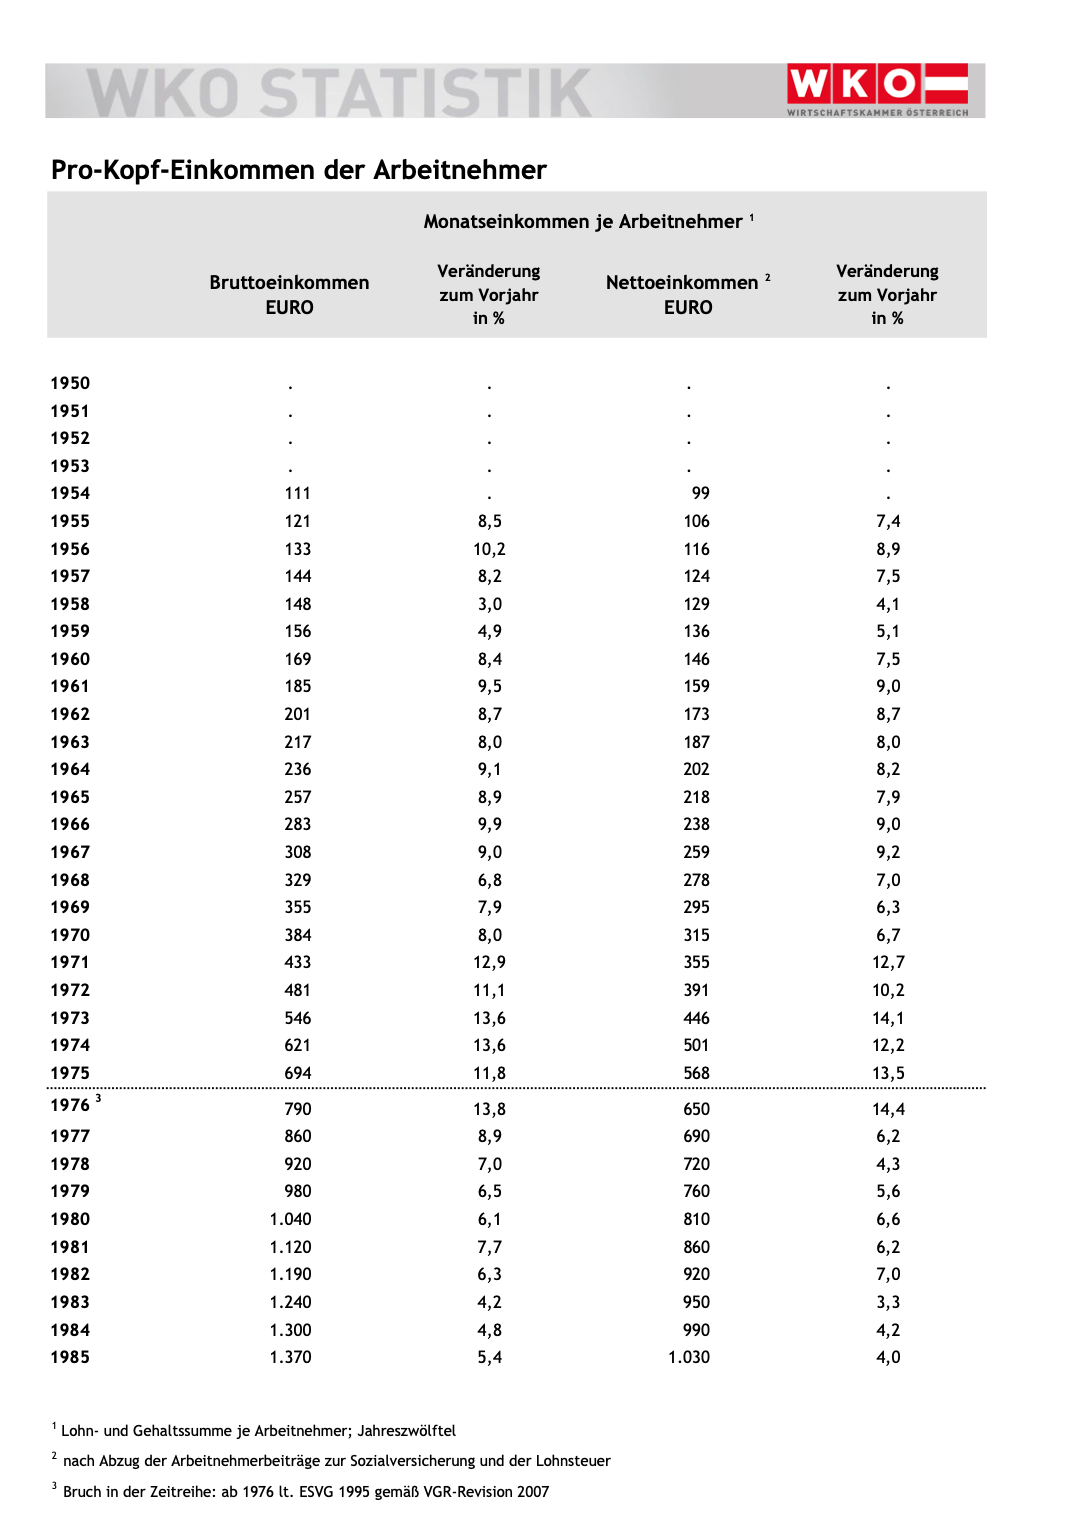 WKO STATISTIK
WKO
WIRTSCHAFTSKAMMER ÖSTERREICH
Pro-Kopf-Einkommen der Arbeitnehmer
Monatseinkommen je Arbeitnehmer 1
Bruttoeinkommen EURO
Veränderung zum Vorjahr in %
Nettoeinkommen 2 EURO
Veränderung zum Vorjahr in %
1950 . . . .
1951 . . . .
1952 . . . .
1953 . . . .
1954 111 . 99 .
1955 121 8,5 106 7,4
1956 133 10,2 116 8,9
1957 144 8,2 124 7,5
1958 148 3,0 129 4,1
1959 156 4,9 136 5,1
1960 169 8,4 146 7,5
1961 185 9,5 159 9,0
1962 201 8,7 173 8,7
1963 217 8,0 187 8,0
1964 236 9,1 202 8,2
1965 257 8,9 218 7,9
1966 283 9,9 238 9,0
1967 308 9,0 259 9,2
1968 329 6,8 278 7,0
1969 355 7,9 295 6,3
1970 384 8,0 315 6,7
1971 433 12,9 355 12,7
1972 481 11,1 391 10,2
1973 546 13,6 446 14,1
1974 621 13,6 501 12,2
1975 694 11,8 568 13,5
1976 3 790 13,8 650 14,4
1977 860 8,9 690 6,2
1978 920 7,0 720 4,3
1979 980 6,5 760 5,6
1980 1.040 6,1 810 6,6
1981 1.120 7,7 860 6,2
1982 1.190 6,3 920 7,0
1983 1.240 4,2 950 3,3
1984 1.300 4,8 990 4,2
1985 1.370 5,4 1.030 4,0
1 Lohn- und Gehaltssumme je Arbeitnehmer; Jahreszwölftel
2 nach Abzug der Arbeitnehmerbeiträge zur Sozialversicherung und der Lohnsteuer
3 Bruch in der Zeitreihe: ab 1976 lt. ESVG 1995 gemäß VGR-Revision 2007